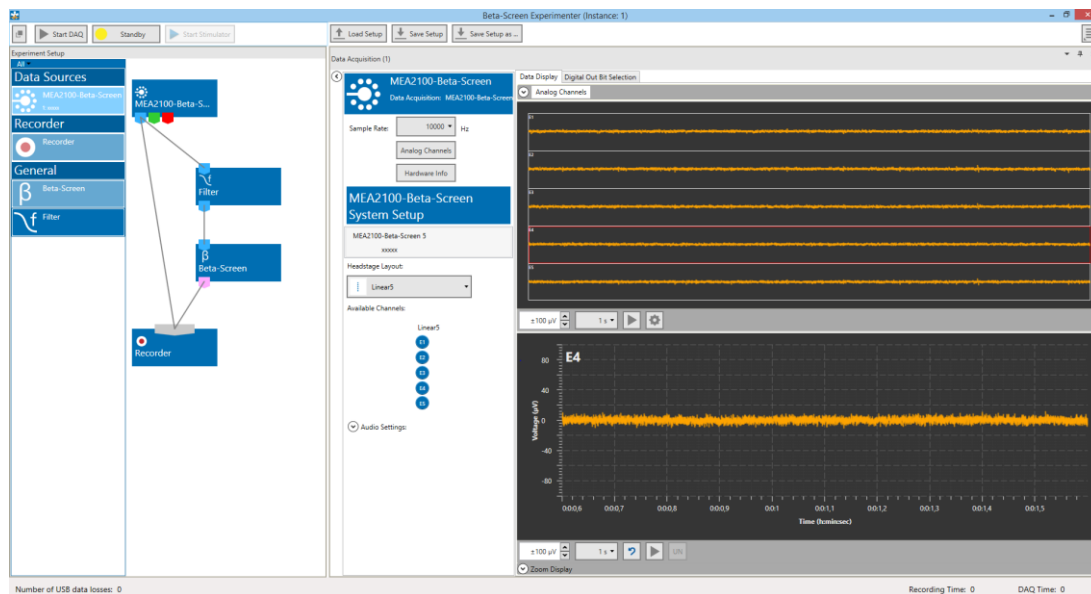 Beta-Screen Experimenter (Instance: 1)
Start DAQ
Standby
Start Stimulator
Load Setup
Save Setup
Save Setup as ...
Experiment Setup
All
Data Sources
MEA2100-Beta-Screen
Recorder
Recorder
General
β
Beta-Screen
Filter
MEA2100-Beta-S...
Filter
β
Beta-Screen
Recorder
Data Acquisition (1)
MEA2100-Beta-Screen
Data Acquisition: MEA2100-Beta-Screen
Sample Rate: 10000 Hz
Analog Channels
Hardware Info
MEA2100-Beta-Screen
System Setup
MEA2100-Beta-Screen 5
xxxxx
Headstage Layout:
Linear5
Available Channels:
Linear5
E1
E2
E3
E4
E5
Audio Settings:
Data Display
Digital Out Bit Selection
Analog Channels
E1
E2
E3
E4
E5
±100 µV
1 s
E4
Voltage (µV)
80
40
0
-40
-80
0:0:0,6 0:0:0,7 0:0:0,8 0:0:0,9 0:0:1 0:0:1,1 0:0:1,2 0:0:1,3 0:0:1,4 0:0:1,5
Time (h:min:sec)
±100 µV
1 s
UN
Zoom Display
Number of USB data losses: 0
Recording Time: 0
DAQ Time: 0